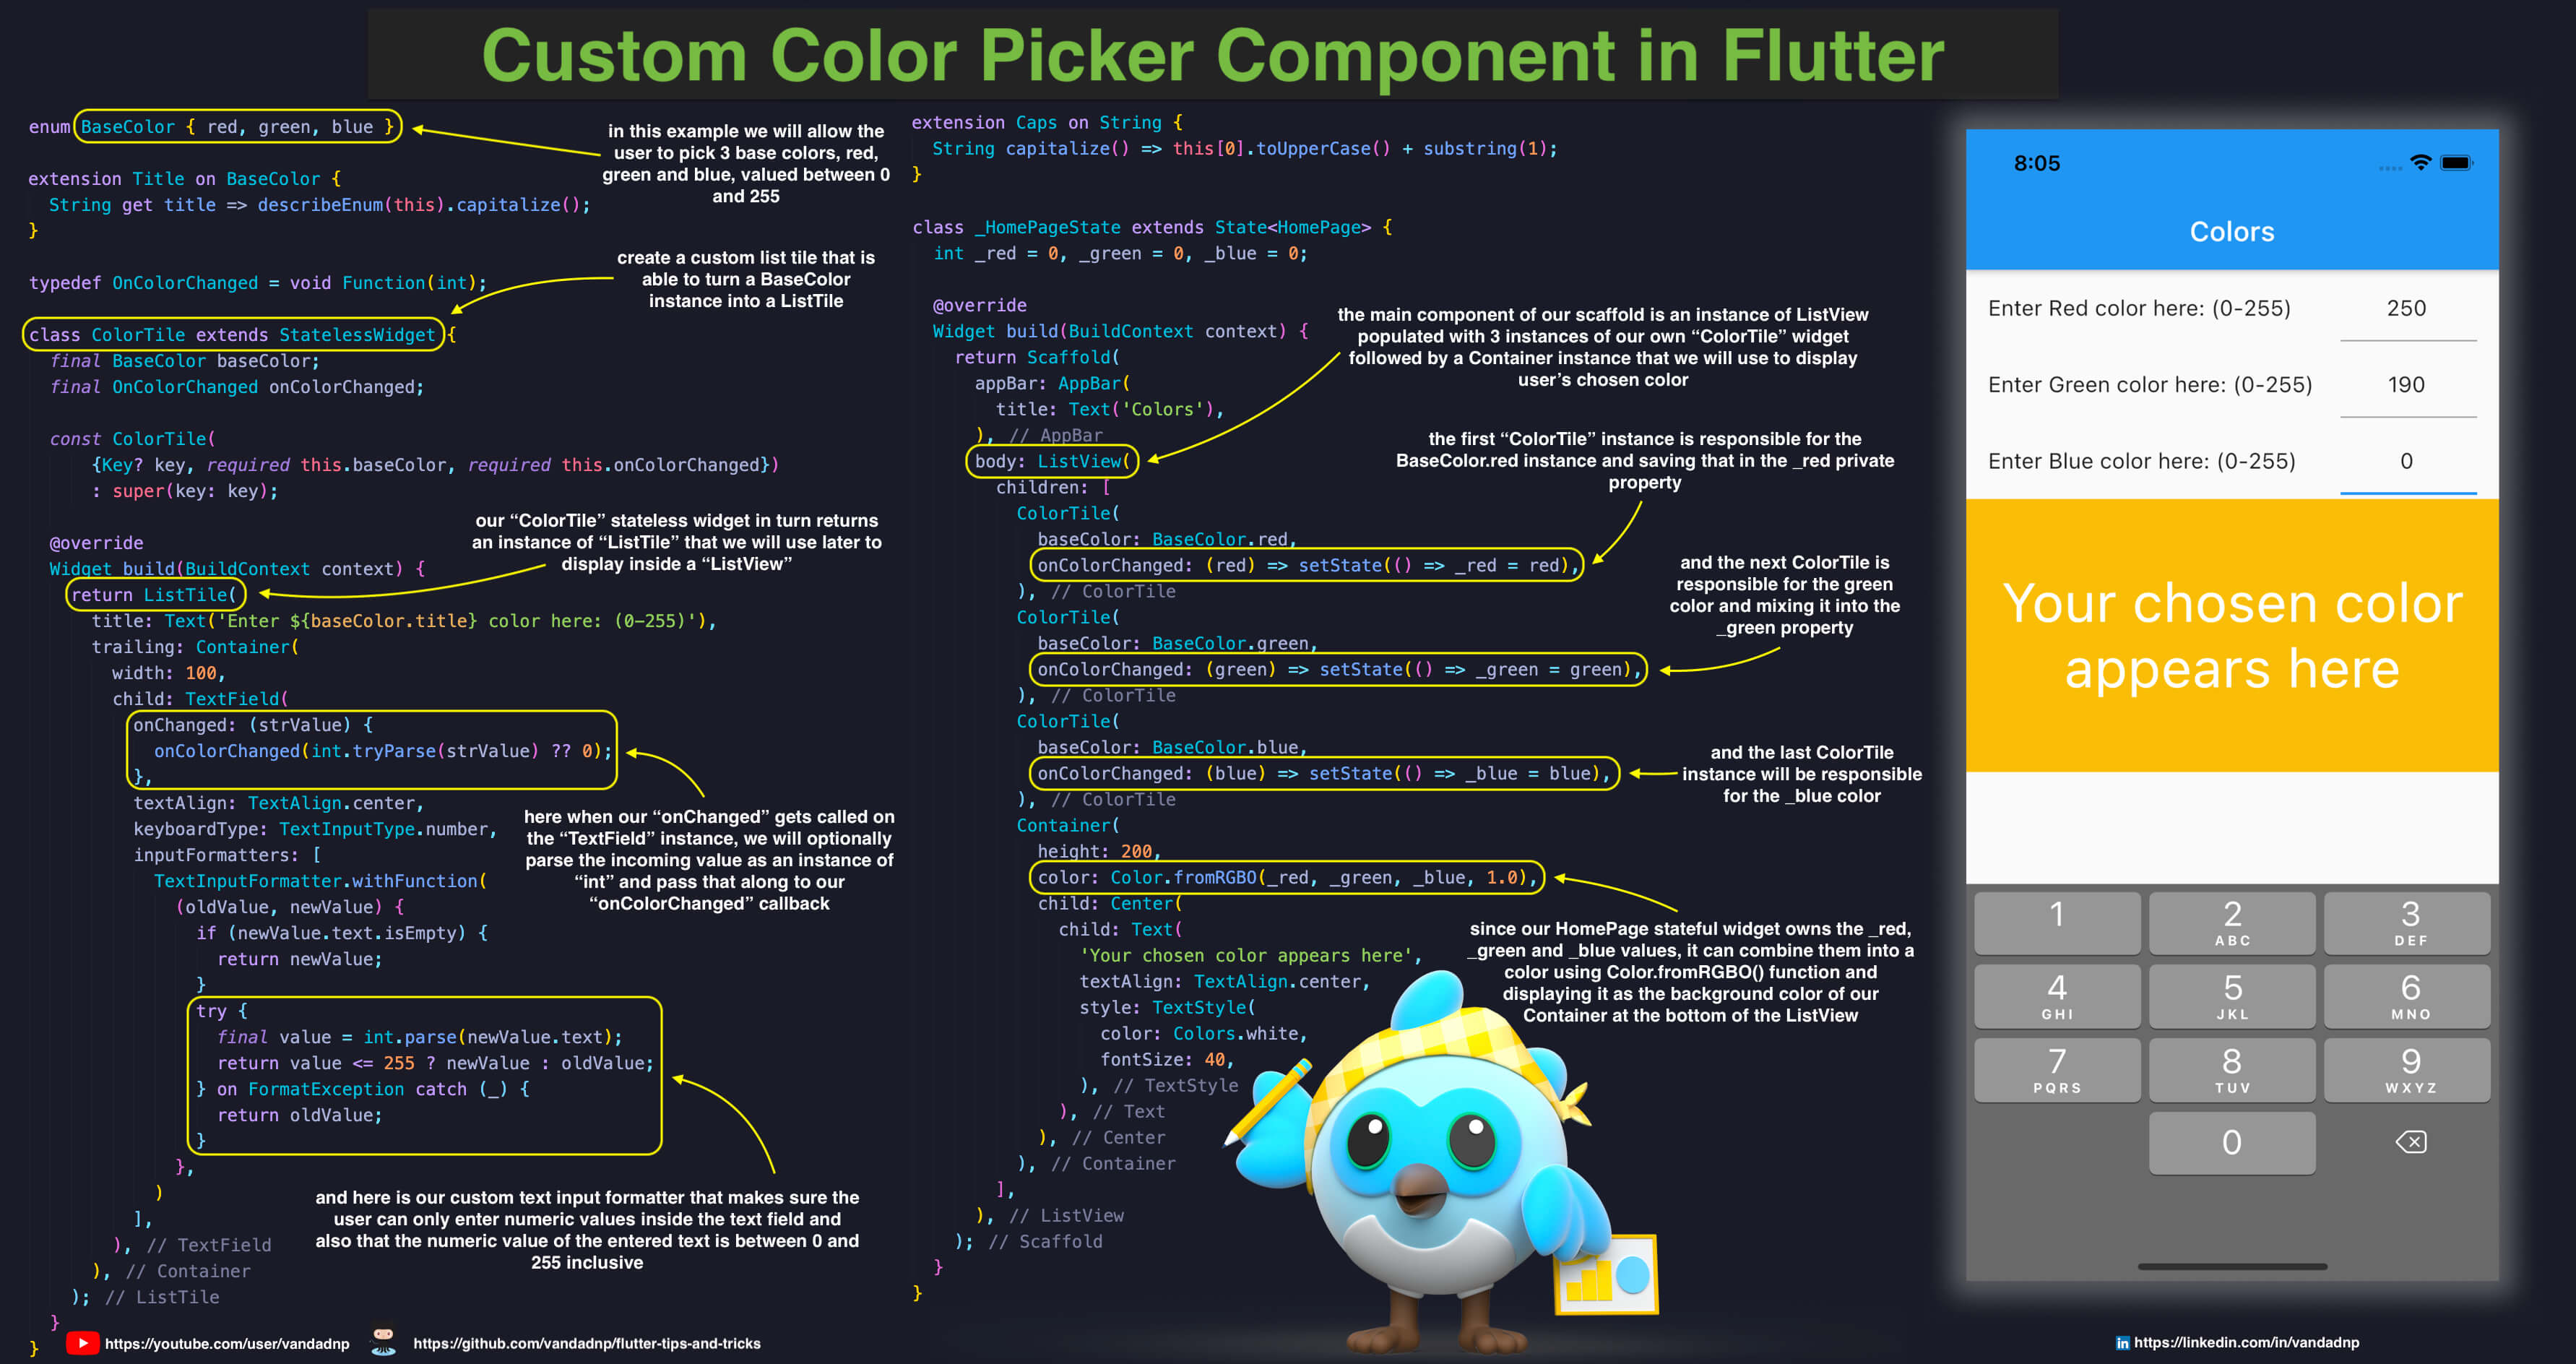 Custom Color Picker Component in Flutter
enum BaseColor { red, green, blue }
in this example we will allow the
user to pick 3 base colors, red,
green and blue, valued between 0
and 255
extension Title on BaseColor {
  String get title => describeEnum(this).capitalize();
}
create a custom list tile that is
able to turn a BaseColor
instance into a ListTile
typedef OnColorChanged = void Function(int);
class ColorTile extends StatelessWidget {
  final BaseColor baseColor;
  final OnColorChanged onColorChanged;
  const ColorTile(
      {Key? key, required this.baseColor, required this.onColorChanged})
      : super(key: key);
our “ColorTile” stateless widget in turn returns
an instance of “ListTile” that we will use later to
display inside a “ListView”
  @override
  Widget build(BuildContext context) {
    return ListTile(
      title: Text('Enter ${baseColor.title} color here: (0-255)'),
      trailing: Container(
        width: 100,
        child: TextField(
          onChanged: (strValue) {
            onColorChanged(int.tryParse(strValue) ?? 0);
          },
          textAlign: TextAlign.center,
          keyboardType: TextInputType.number,
          inputFormatters: [
            TextInputFormatter.withFunction(
              (oldValue, newValue) {
                if (newValue.text.isEmpty) {
                  return newValue;
                }
                try {
                  final value = int.parse(newValue.text);
                  return value <= 255 ? newValue : oldValue;
                } on FormatException catch (_) {
                  return oldValue;
                }
              },
            )
          ],
        ), // TextField
      ), // Container
    ); // ListTile
  }
}
here when our “onChanged” gets called on
the “TextField” instance, we will optionally
parse the incoming value as an instance of
“int” and pass that along to our
“onColorChanged” callback
and here is our custom text input formatter that makes sure the
user can only enter numeric values inside the text field and
also that the numeric value of the entered text is between 0 and
255 inclusive
https://youtube.com/user/vandadnp
https://github.com/vandadnp/flutter-tips-and-tricks
extension Caps on String {
  String capitalize() => this[0].toUpperCase() + substring(1);
}
class _HomePageState extends State<HomePage> {
  int _red = 0, _green = 0, _blue = 0;
  @override
  Widget build(BuildContext context) {
    return Scaffold(
      appBar: AppBar(
        title: Text('Colors'),
      ), // AppBar
      body: ListView(
        children: [
          ColorTile(
            baseColor: BaseColor.red,
            onColorChanged: (red) => setState(() => _red = red),
          ), // ColorTile
          ColorTile(
            baseColor: BaseColor.green,
            onColorChanged: (green) => setState(() => _green = green),
          ), // ColorTile
          ColorTile(
            baseColor: BaseColor.blue,
            onColorChanged: (blue) => setState(() => _blue = blue),
          ), // ColorTile
          Container(
            height: 200,
            color: Color.fromRGBO(_red, _green, _blue, 1.0),
            child: Center(
              child: Text(
                'Your chosen color appears here',
                textAlign: TextAlign.center,
                style: TextStyle(
                  color: Colors.white,
                  fontSize: 40,
                ), // TextStyle
              ), // Text
            ), // Center
          ), // Container
        ],
      ), // ListView
    ); // Scaffold
  }
}
the main component of our scaffold is an instance of ListView
populated with 3 instances of our own “ColorTile” widget
followed by a Container instance that we will use to display
user’s chosen color
the first “ColorTile” instance is responsible for the
BaseColor.red instance and saving that in the _red private
property
and the next ColorTile is
responsible for the green
color and mixing it into the
_green property
and the last ColorTile
instance will be responsible
for the _blue color
since our HomePage stateful widget owns the _red,
_green and _blue values, it can combine them into a
color using Color.fromRGBO() function and
displaying it as the background color of our
Container at the bottom of the ListView
8:05
Colors
Enter Red color here: (0-255) 250
Enter Green color here: (0-255) 190
Enter Blue color here: (0-255) 0
Your chosen color
appears here
1 2 3
ABC DEF
4 5 6
GHI JKL MNO
7 8 9
PQRS TUV WXYZ
0
in https://linkedin.com/in/vandadnp